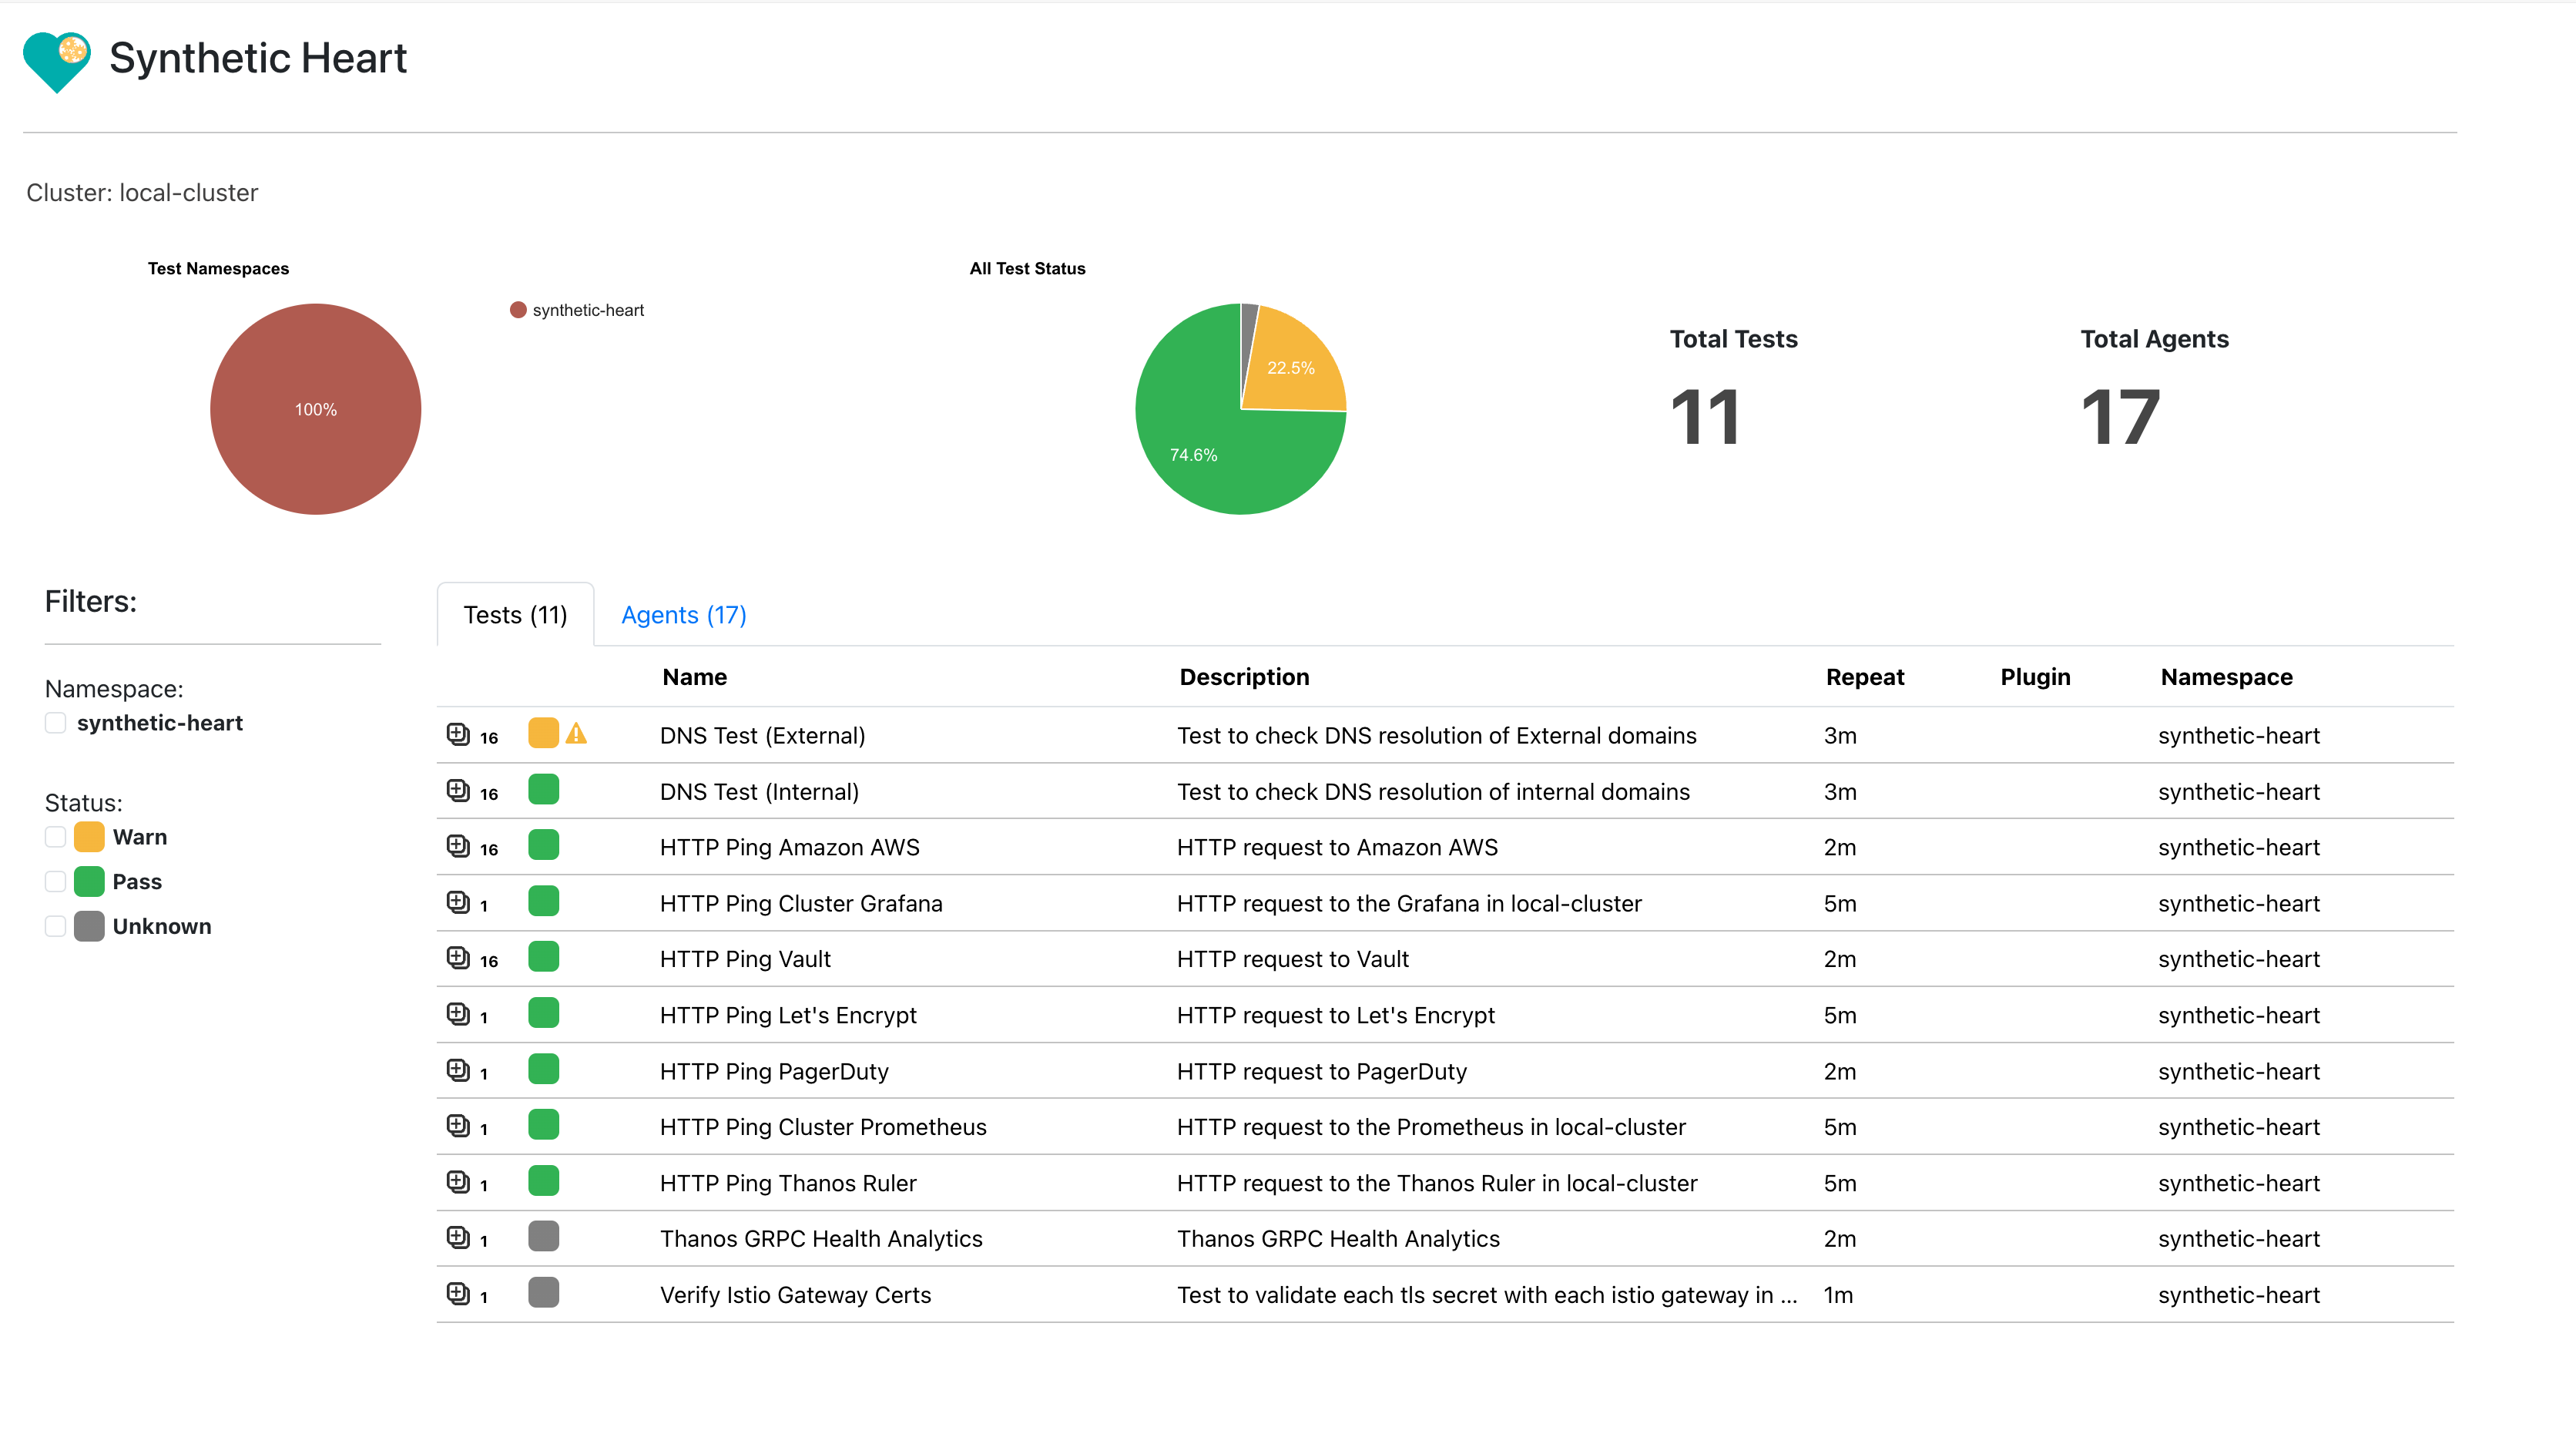 Synthetic Heart
Cluster: local-cluster
Test Namespaces
synthetic-heart
100%
All Test Status
22.5%
74.6%
Total Tests
11
Total Agents
17
Filters:
Namespace:
synthetic-heart
Status:
Warn
Pass
Unknown
Tests (11) Agents (17)
Name Description Repeat Plugin Namespace
16 DNS Test (External) Test to check DNS resolution of External domains 3m synthetic-heart
16 DNS Test (Internal) Test to check DNS resolution of internal domains 3m synthetic-heart
16 HTTP Ping Amazon AWS HTTP request to Amazon AWS 2m synthetic-heart
1 HTTP Ping Cluster Grafana HTTP request to the Grafana in local-cluster 5m synthetic-heart
16 HTTP Ping Vault HTTP request to Vault 2m synthetic-heart
1 HTTP Ping Let's Encrypt HTTP request to Let's Encrypt 5m synthetic-heart
1 HTTP Ping PagerDuty HTTP request to PagerDuty 2m synthetic-heart
1 HTTP Ping Cluster Prometheus HTTP request to the Prometheus in local-cluster 5m synthetic-heart
1 HTTP Ping Thanos Ruler HTTP request to the Thanos Ruler in local-cluster 5m synthetic-heart
1 Thanos GRPC Health Analytics Thanos GRPC Health Analytics 2m synthetic-heart
1 Verify Istio Gateway Certs Test to validate each tls secret with each istio gateway in ... 1m synthetic-heart